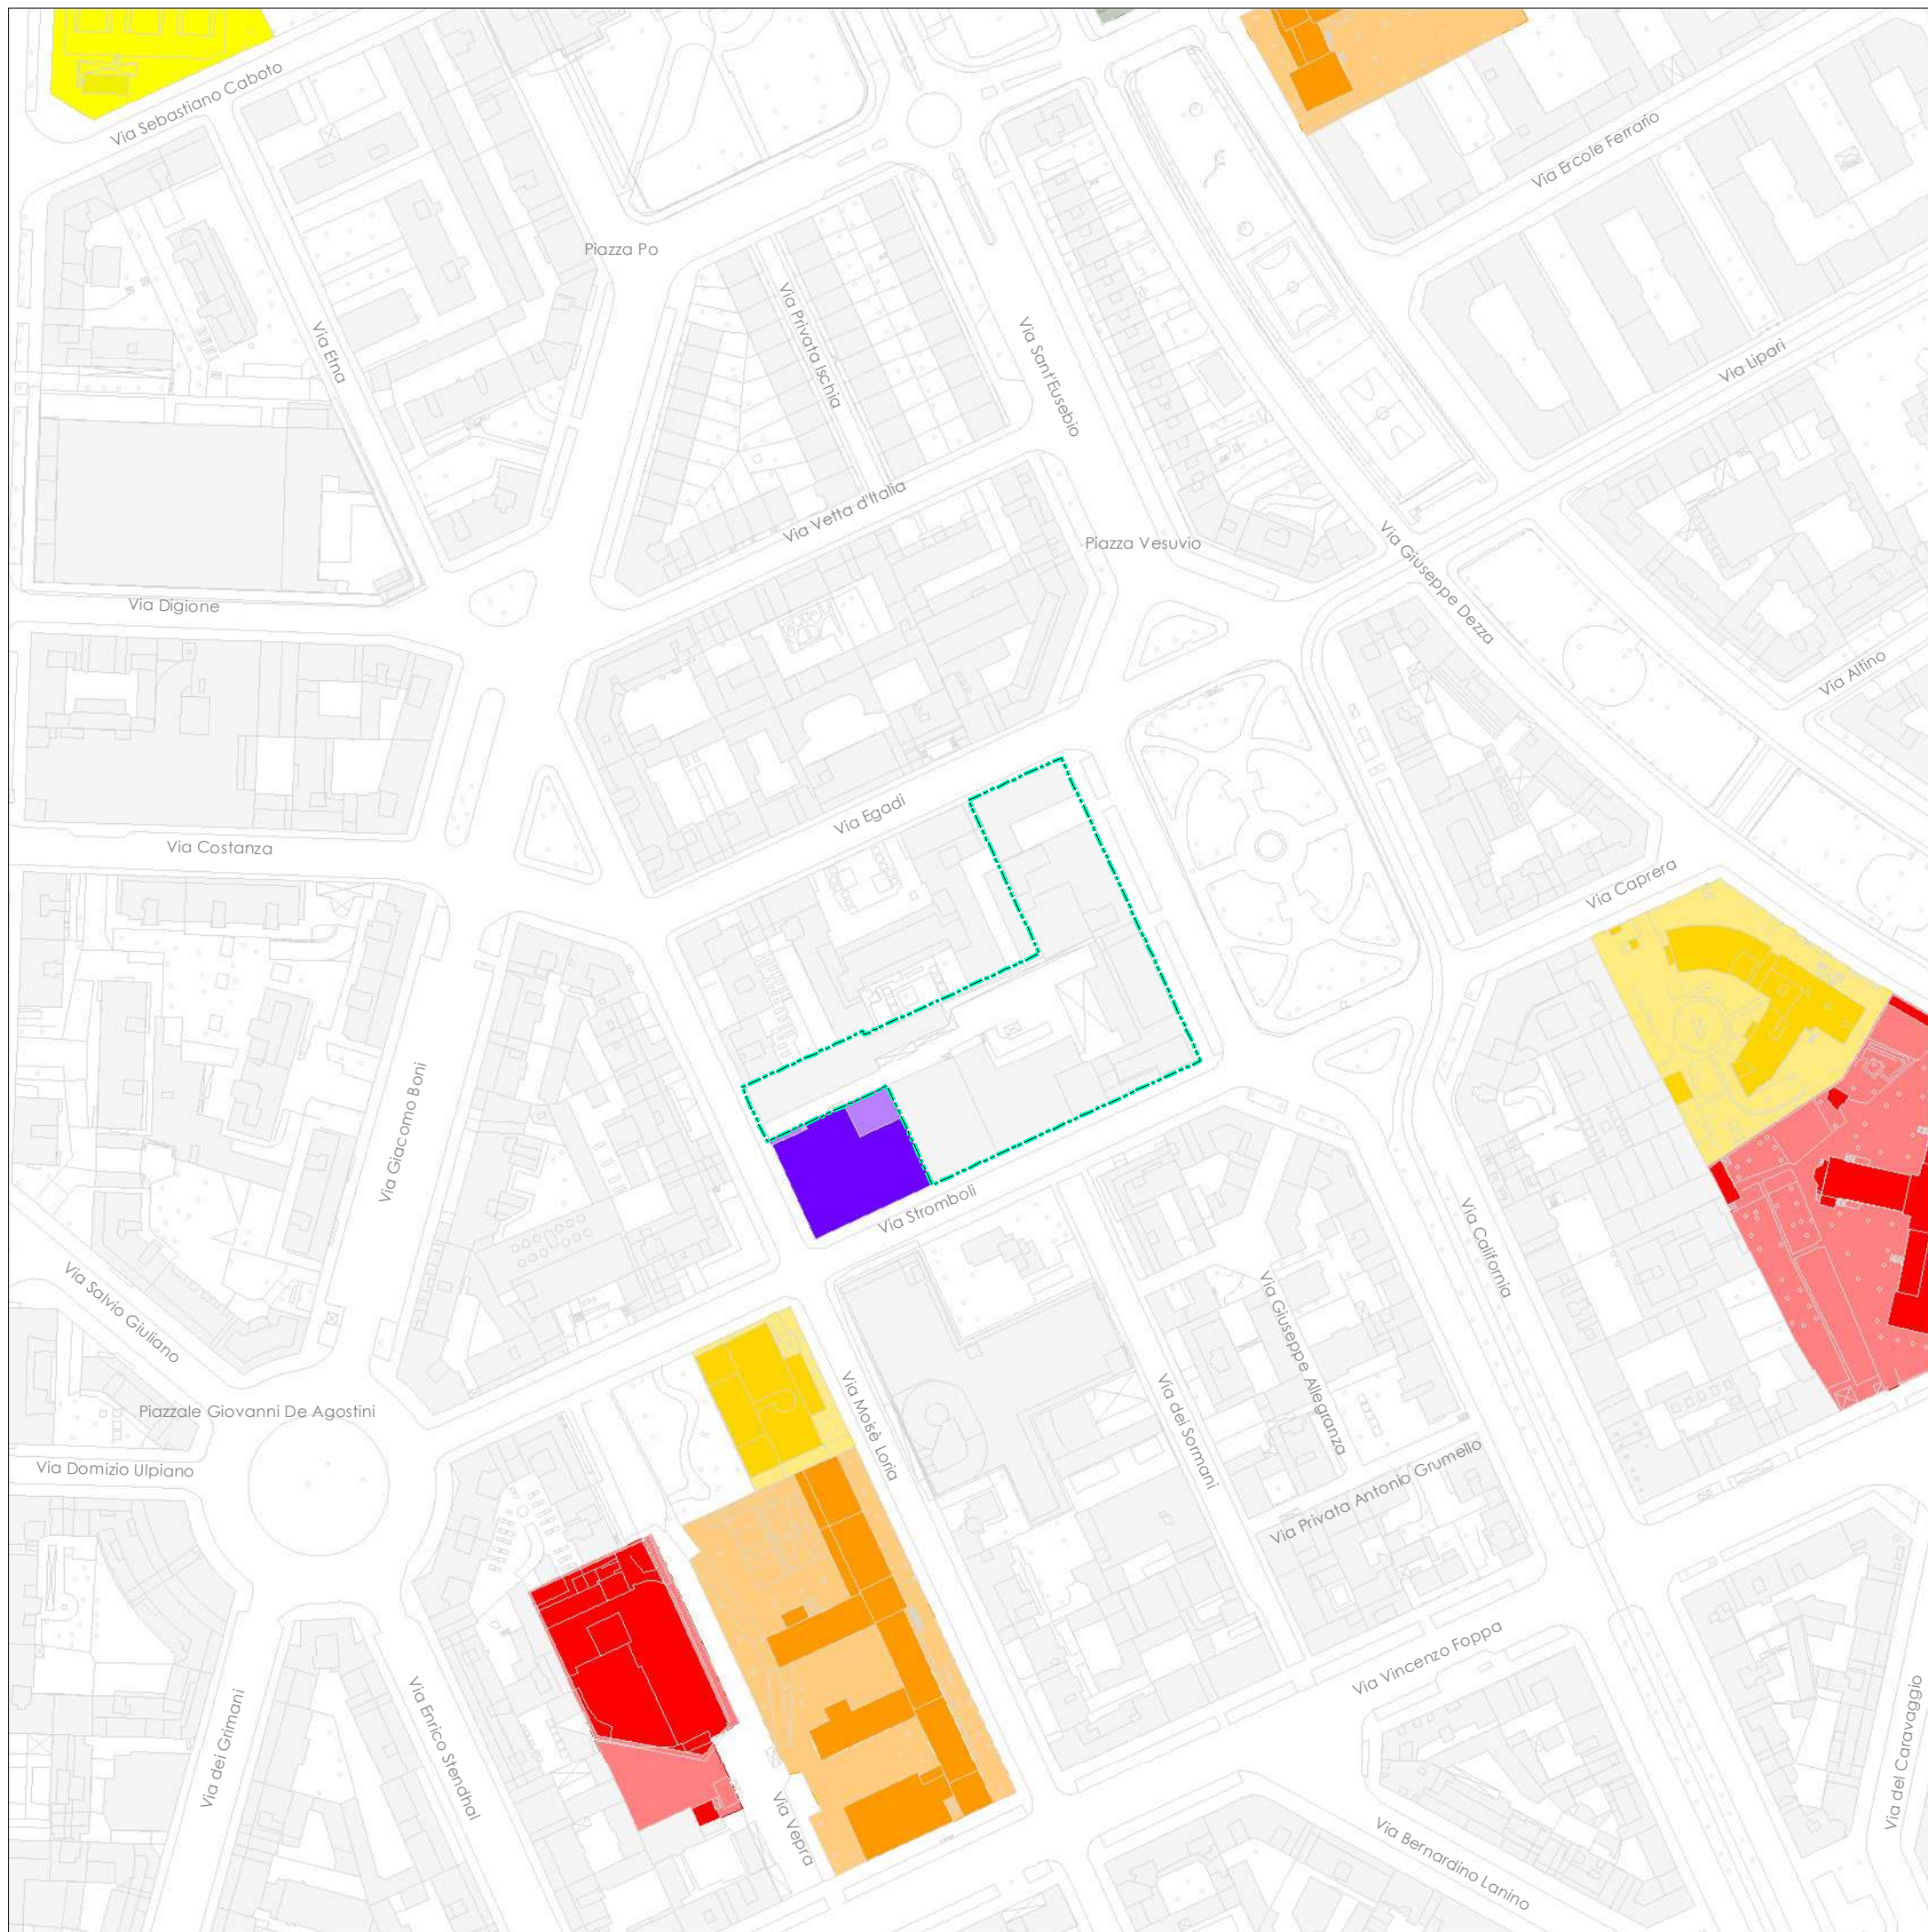 Via Sebastiano Caboto
Via Ercole Ferrario
Piazza Po
Via Etna
Via Privata Ischia
Via Sant'Eusebio
Via Lipari
Via Vetta d'Italia
Piazza Vesuvio
Via Giuseppe Dezza
Via Digione
Via Altino
Via Egadi
Via Costanza
Via Caprera
Via Giacomo Boni
Via Stromboli
Via California
Via Salvio Giuliano
Via Giuseppe Allegranza
Piazzale Giovanni De Agostini
Via Moisè Loria
Via dei Sormani
Via Domizio Ulpiano
Via Privata Antonio Grumello
Via Vincenzo Foppa
Via dei Grimani
Via Enrico Stendhal
Via Vepra
Via del Caravaggio
Via Bernardino Lanino